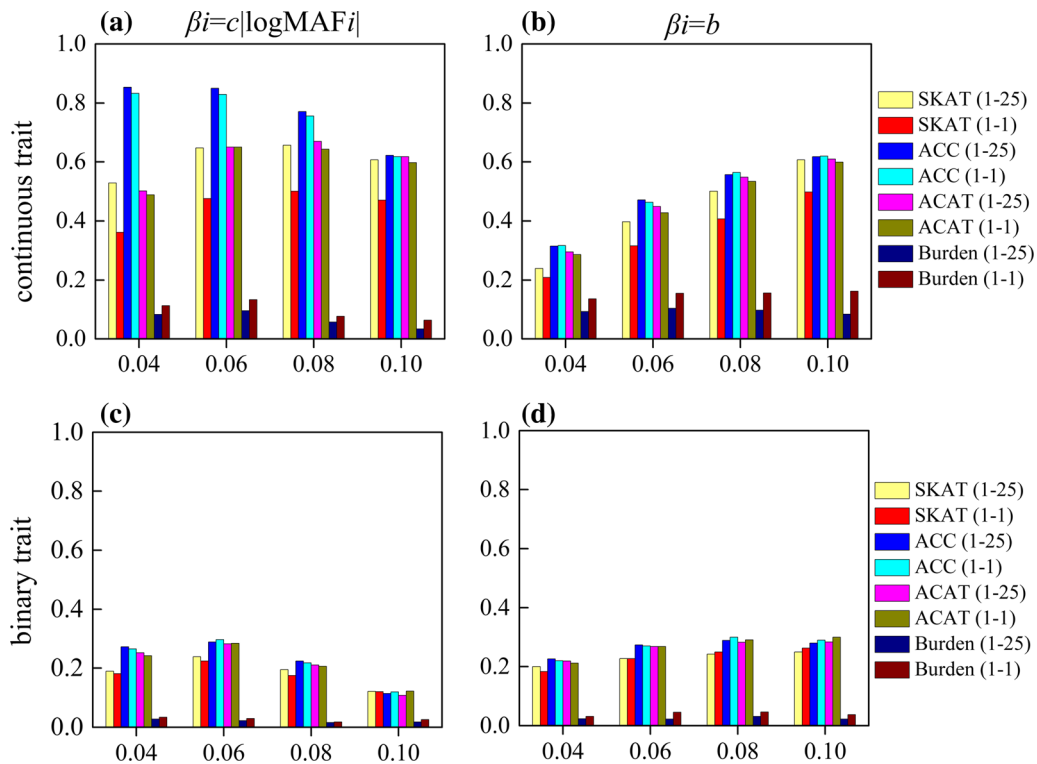 (a) βi=c|logMAFi|
(b) βi=b
continuous trait
1.0
0.8
0.6
0.4
0.2
0.0
0.04 0.06 0.08 0.10
1.0
0.8
0.6
0.4
0.2
0.0
0.04 0.06 0.08 0.10
SKAT (1-25)
SKAT (1-1)
ACC (1-25)
ACC (1-1)
ACAT (1-25)
ACAT (1-1)
Burden (1-25)
Burden (1-1)
(c)
(d)
binary trait
1.0
0.8
0.6
0.4
0.2
0.0
0.04 0.06 0.08 0.10
1.0
0.8
0.6
0.4
0.2
0.0
0.04 0.06 0.08 0.10
SKAT (1-25)
SKAT (1-1)
ACC (1-25)
ACC (1-1)
ACAT (1-25)
ACAT (1-1)
Burden (1-25)
Burden (1-1)